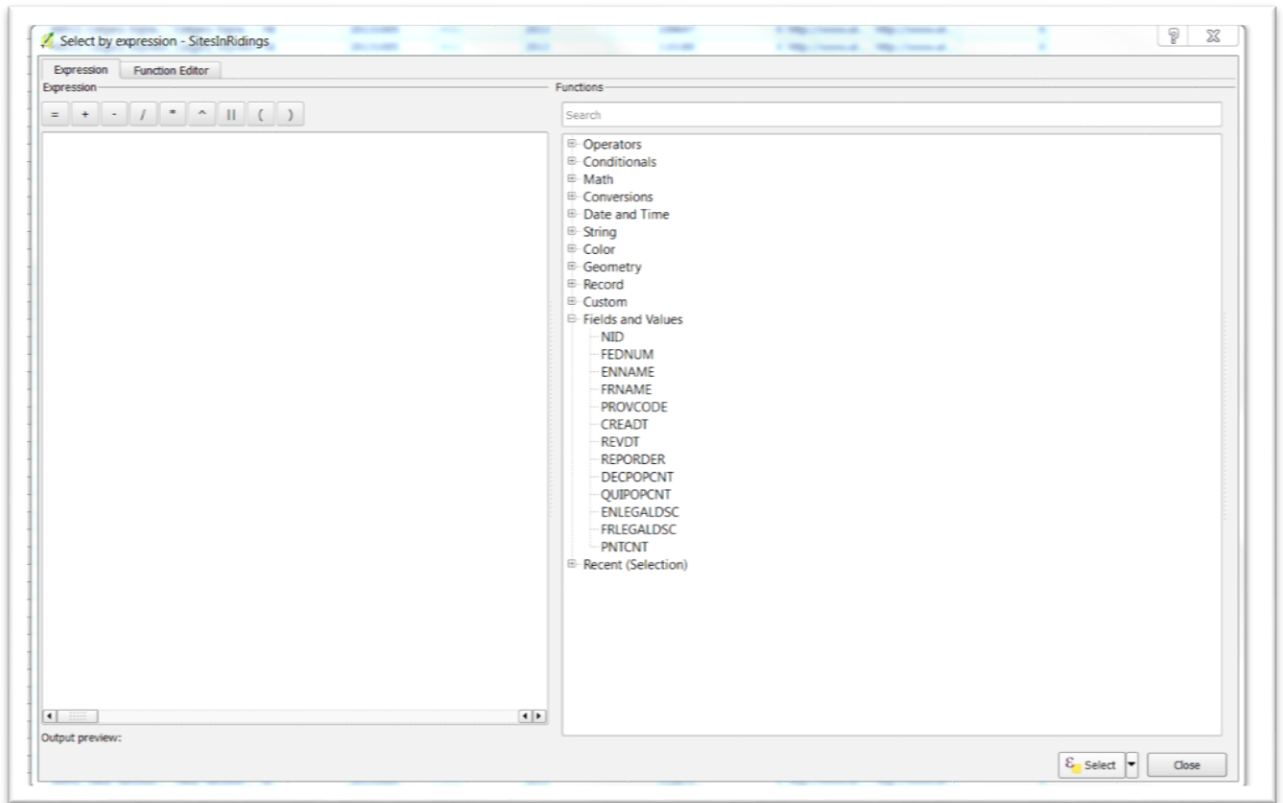 Select by expression - SitesInRidings
Expression Function Editor
Expression
= + - / * ^ || ( )
Output preview:
Functions
Search
Operators
Conditionals
Math
Conversions
Date and Time
String
Color
Geometry
Record
Custom
Fields and Values
NID
FEDNUM
ENNAME
FRNAME
PROVCODE
CREADT
REVDT
REPORDER
DECPOPCNT
QUIPOPCNT
ENLEGALDSC
FRLEGALDSC
PNTCNT
Recent (Selection)
Select Close